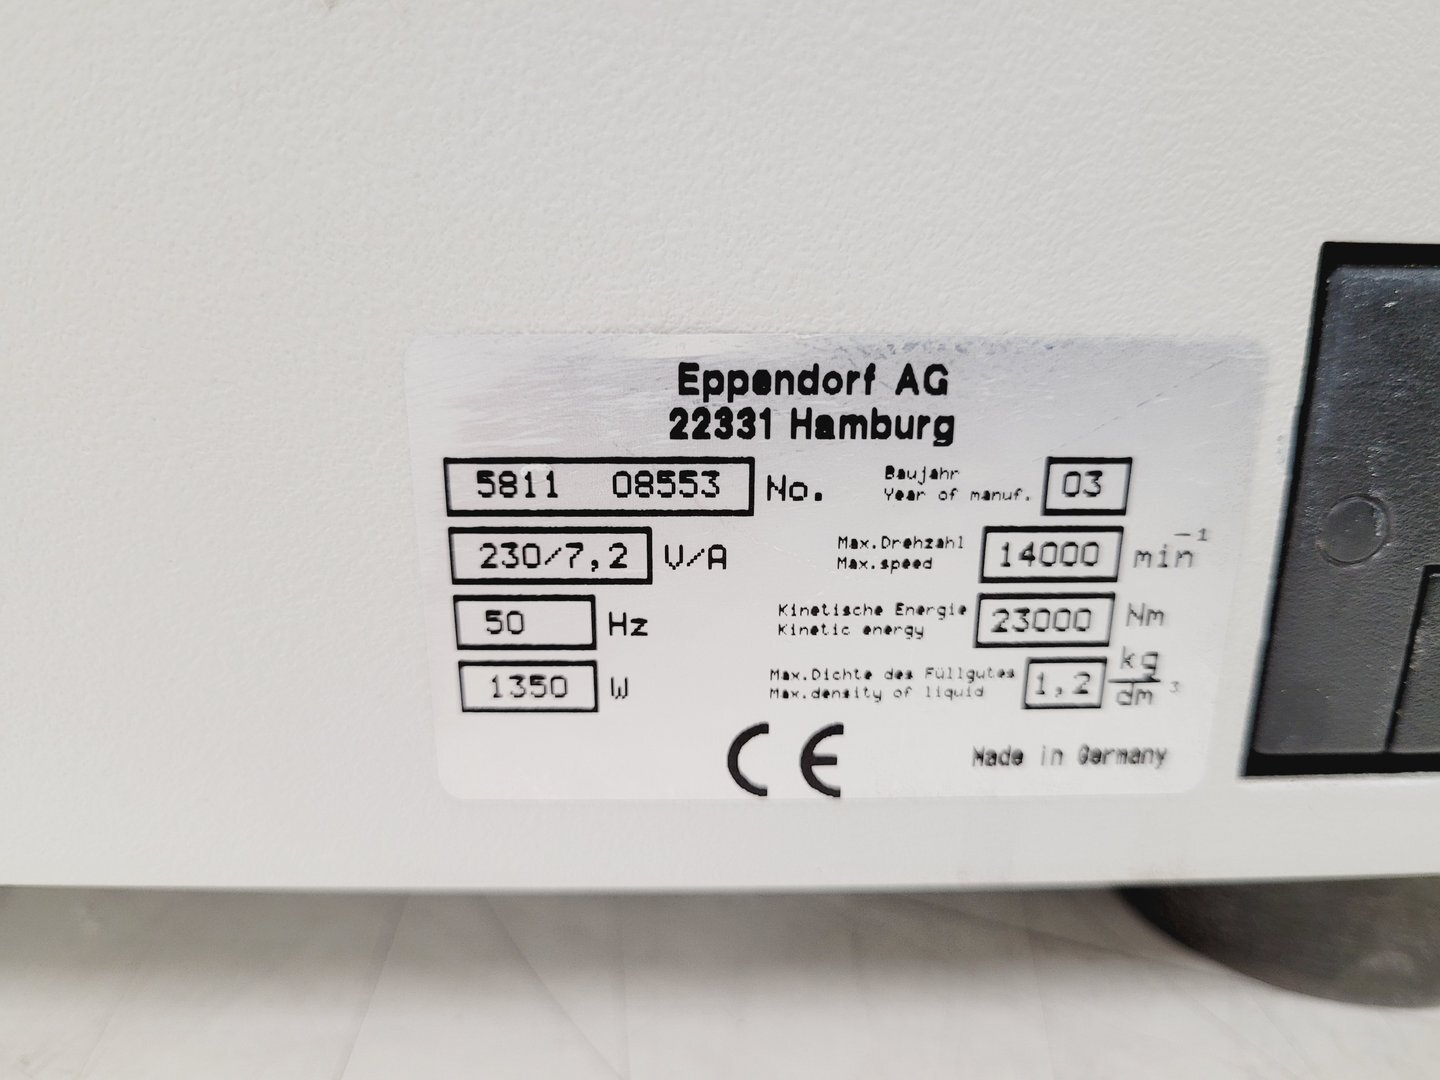 Eppendorf AG
22331 Hamburg
5811 08553 No. Baujahr
Year of manuf. 03
230/7,2 V/A Max.Drehzahl
Max.speed 14000 min⁻¹
50 Hz Kinetische Energie
Kinetic energy 23000 Nm
1350 W Max.Dichte des Füllgutes
Max.density of liquid 1,2 kg/dm³
CE Made in Germany